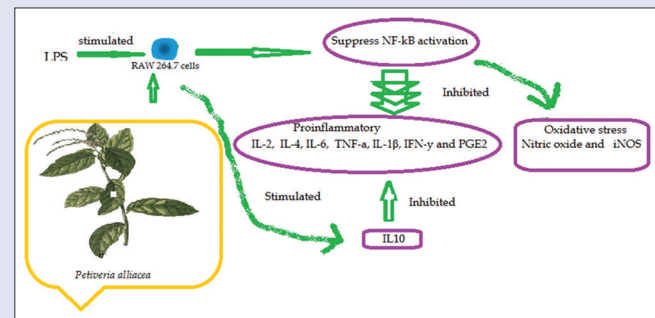 LPS
stimulated
RAW 264.7 cells
Suppress NF-kB activation
Inhibited
Proinflammatory
IL-2, IL-4, IL-6, TNF-a, IL-1β, IFN-y and PGE2
Oxidative stress
Nitric oxide and iNOS
Stimulated
Inhibited
IL10
Petiveria alliacea